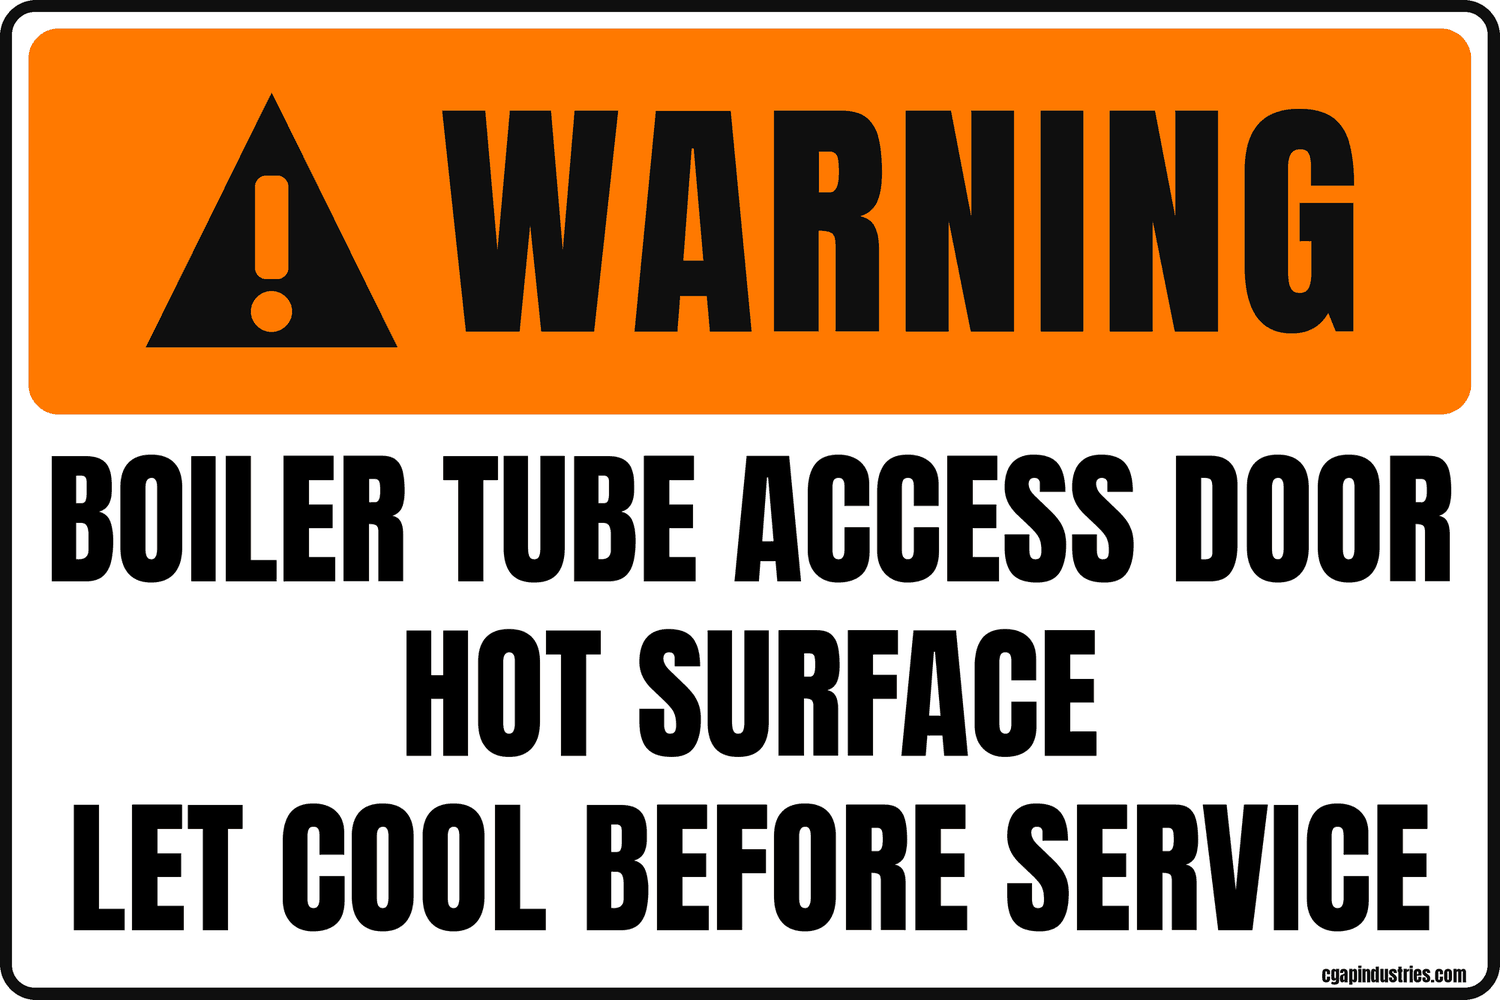 WARNING
BOILER TUBE ACCESS DOOR
HOT SURFACE
LET COOL BEFORE SERVICE
cgapindustries.com